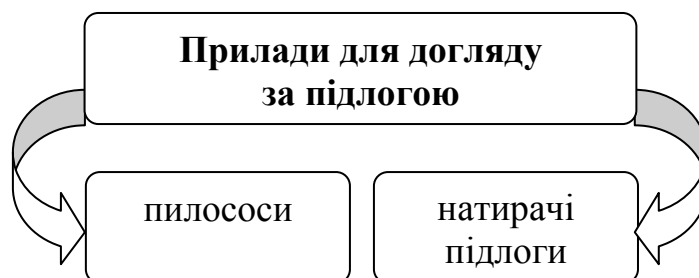 Прилади для догляду
за підлогою
пилососи
натирачі
підлоги